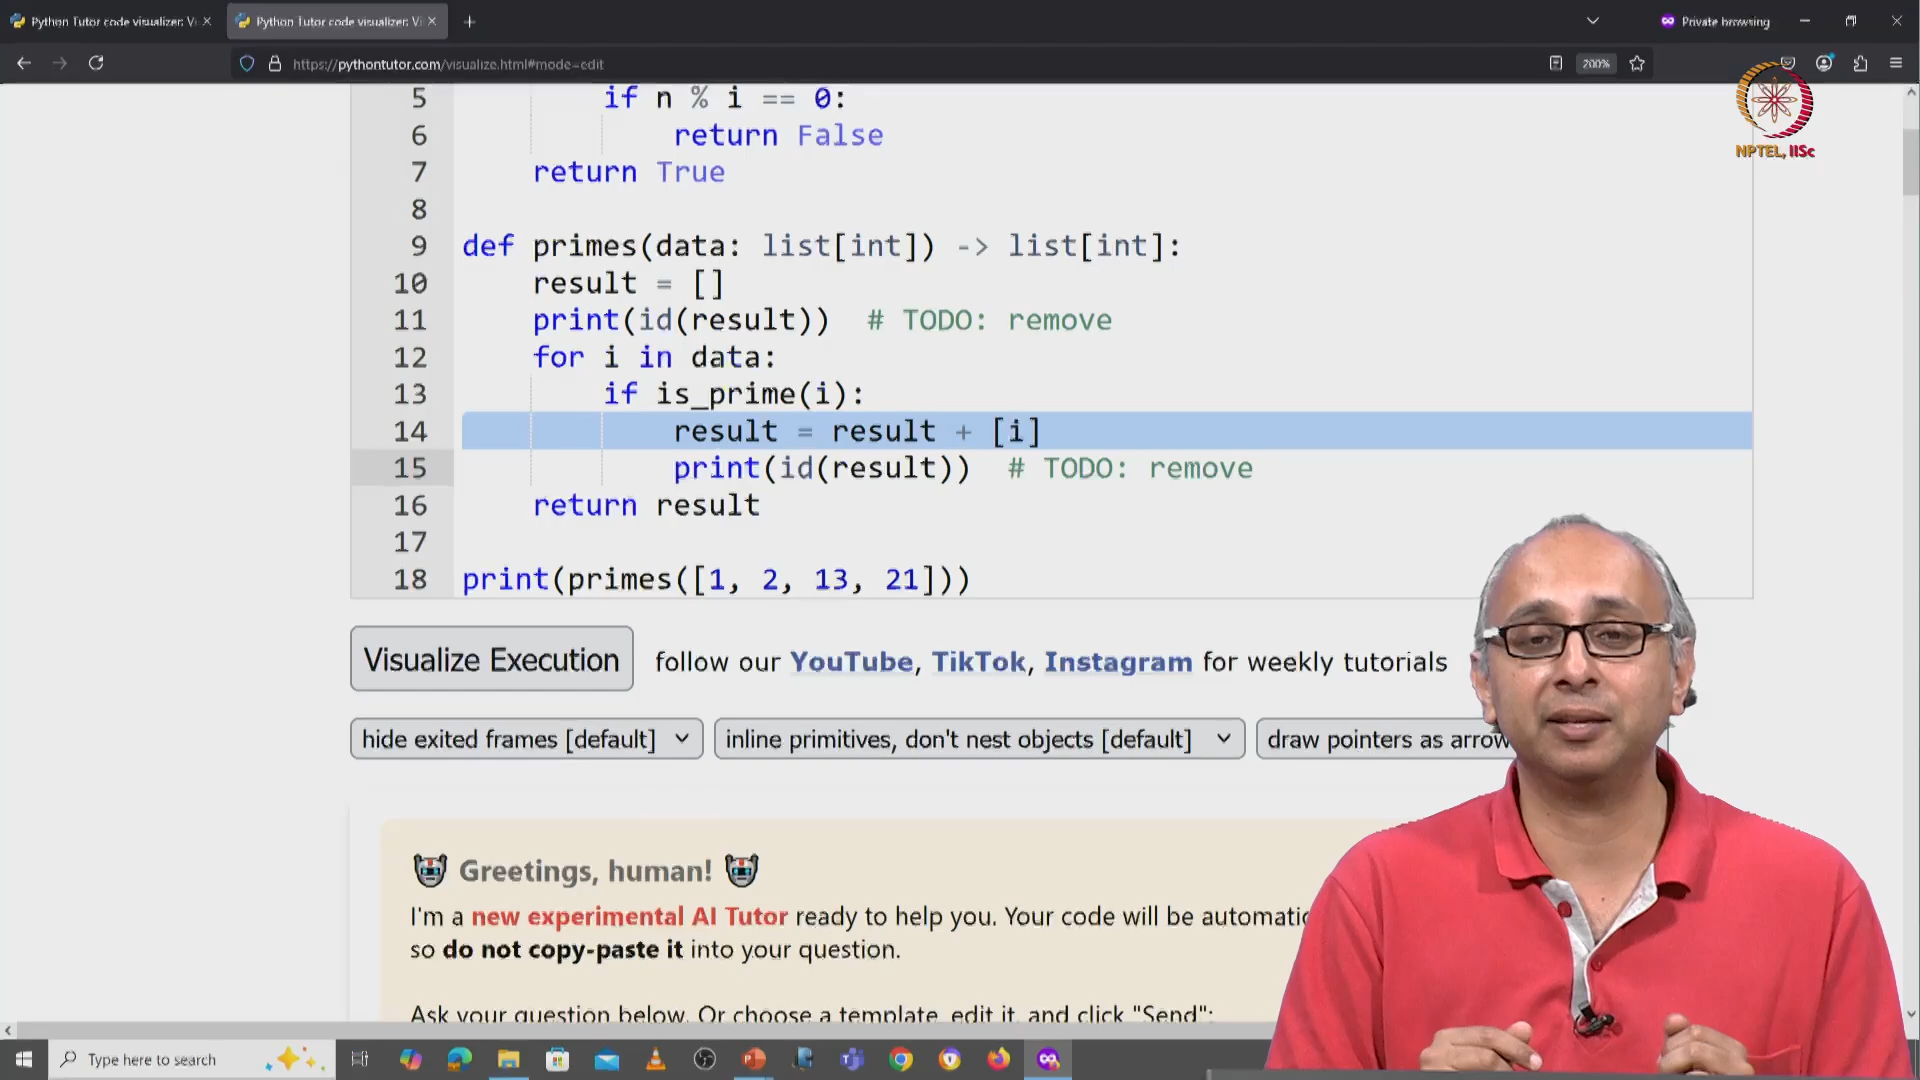 Python Tutor code visualizer: Vi
Python Tutor code visualizer: Vi
Private browsing
https://pythontutor.com/visualize.html#mode=edit
200%
NPTEL, IISc
5 if n % i == 0:
6 return False
7 return True
8
9 def primes(data: list[int]) -> list[int]:
10 result = []
11 print(id(result)) # TODO: remove
12 for i in data:
13 if is_prime(i):
14 result = result + [i]
15 print(id(result)) # TODO: remove
16 return result
17
18 print(primes([1, 2, 13, 21]))
Visualize Execution follow our YouTube, TikTok, Instagram for weekly tutorials
hide exited frames [default] inline primitives, don't nest objects [default] draw pointers as arrow
Greetings, human!
I'm a new experimental AI Tutor ready to help you. Your code will be automatic
so do not copy-paste it into your question.
Ask your question below. Or choose a template, edit it, and click "Send":
Type here to search